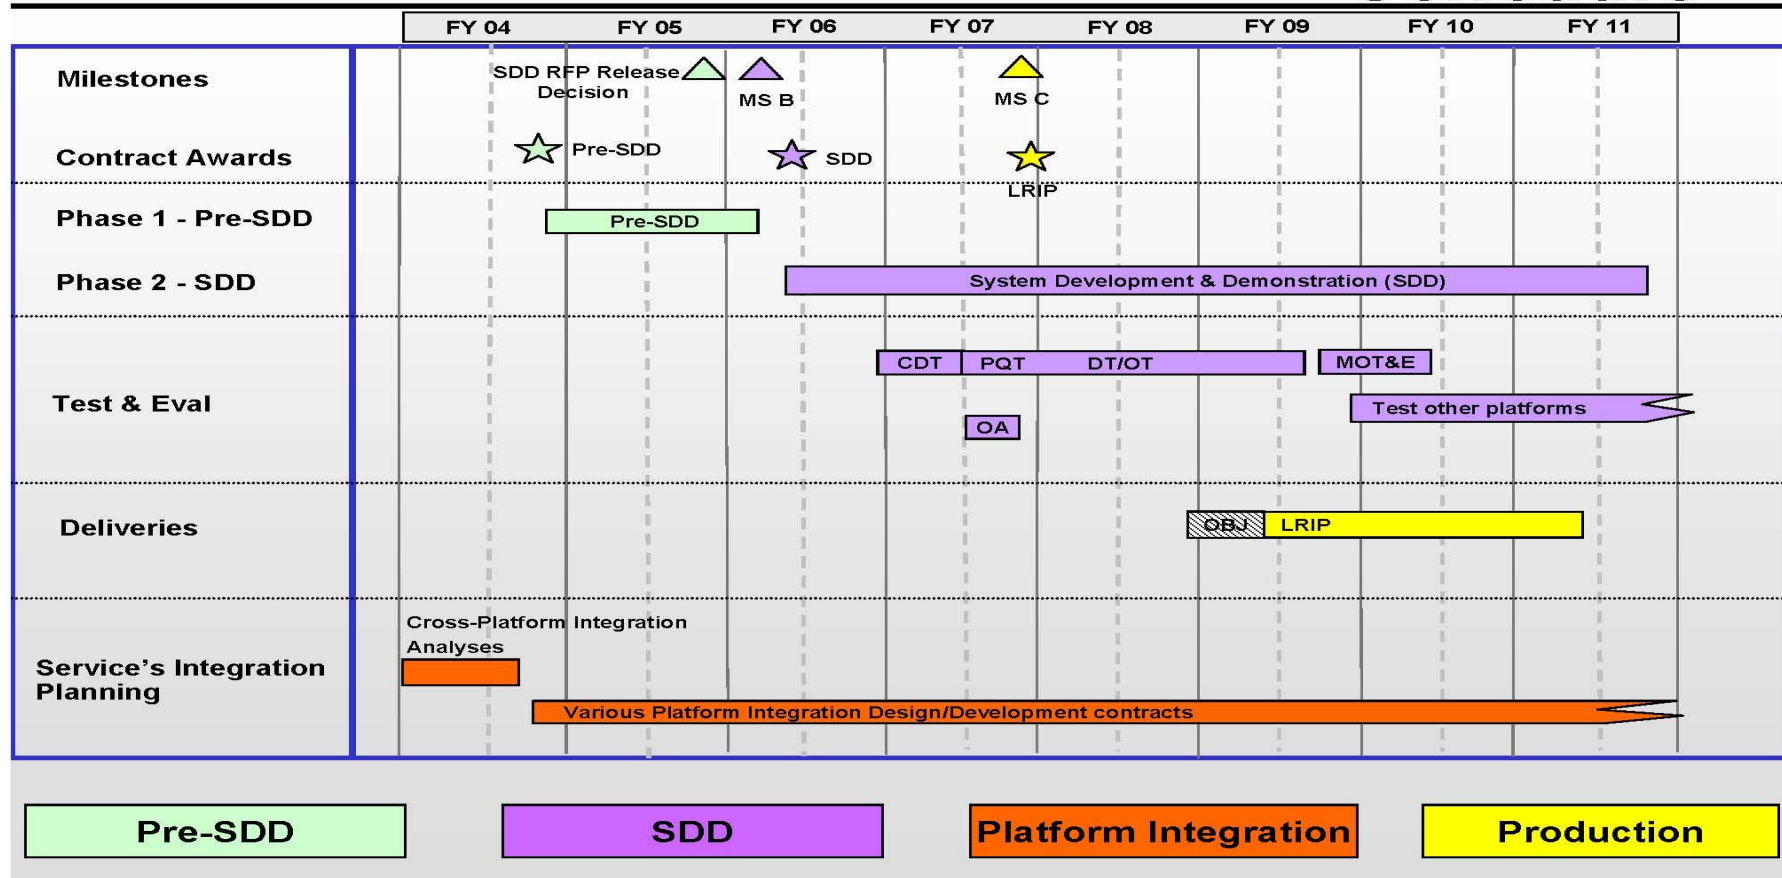 FY 04 FY 05 FY 06 FY 07 FY 08 FY 09 FY 10 FY 11
Milestones
SDD RFP Release
Decision
MS B
MS C
Contract Awards
Pre-SDD
SDD
LRIP
Phase 1 - Pre-SDD
Pre-SDD
Phase 2 - SDD
System Development & Demonstration (SDD)
Test & Eval
CDT PQT DT/OT MOT&E
Test other platforms
OA
Deliveries
OBJ LRIP
Service's Integration
Planning
Cross-Platform Integration
Analyses
Various Platform Integration Design/Development contracts
Pre-SDD SDD Platform Integration Production